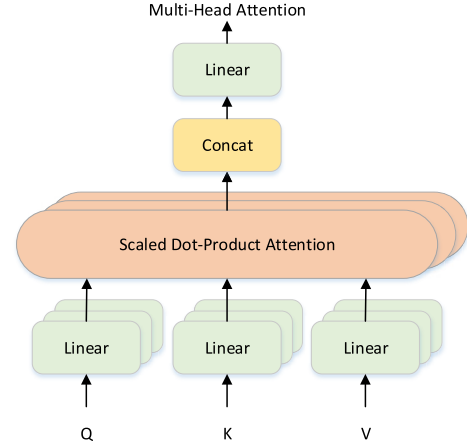 Multi-Head Attention
Linear
Concat
Scaled Dot-Product Attention
Linear
Linear
Linear
Q
K
V